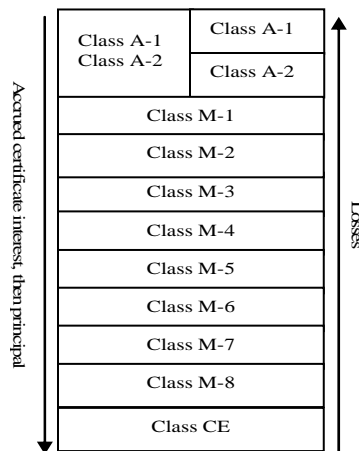 Class A-1
Class A-2
Class A-1
Class A-2
Class M-1
Class M-2
Class M-3
Class M-4
Class M-5
Class M-6
Class M-7
Class M-8
Class CE
Accrued certificate interest, then principal
Losses